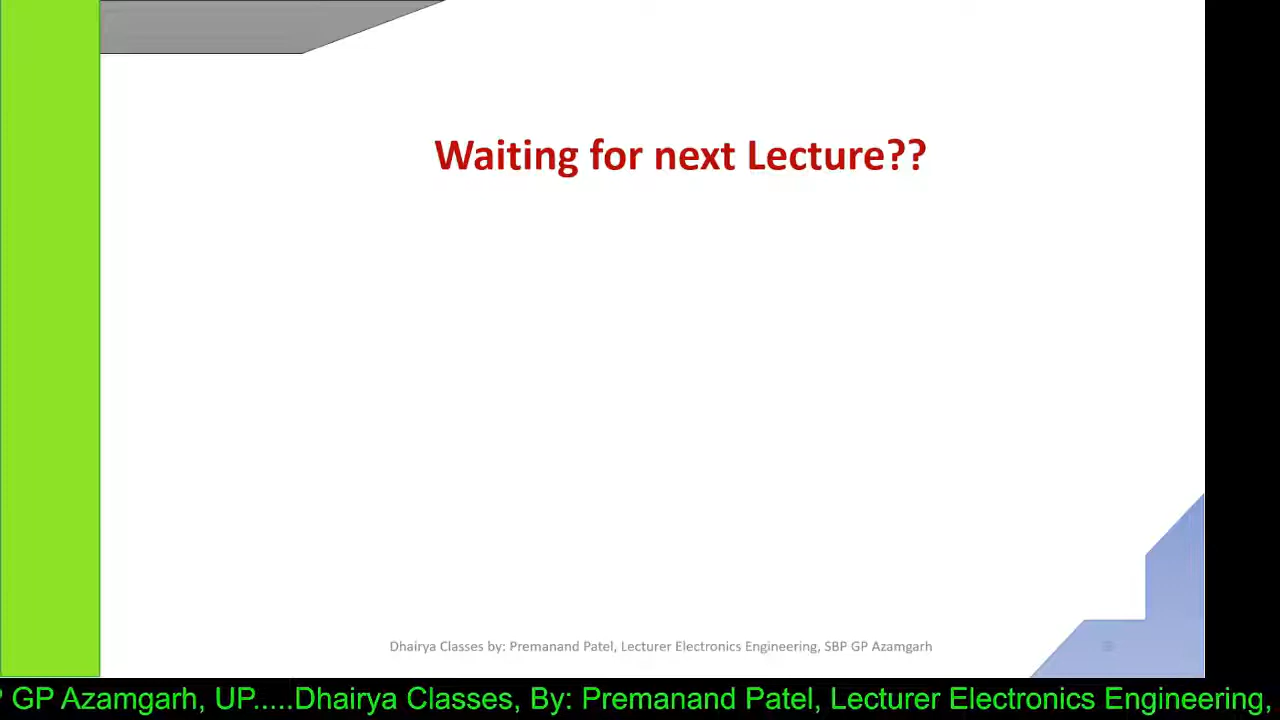 Waiting for next Lecture??
Dhairya Classes by: Premanand Patel, Lecturer Electronics Engineering, SBP GP Azamgarh
GP Azamgarh, UP.....Dhairya Classes, By: Premanand Patel, Lecturer Electronics Engineering,